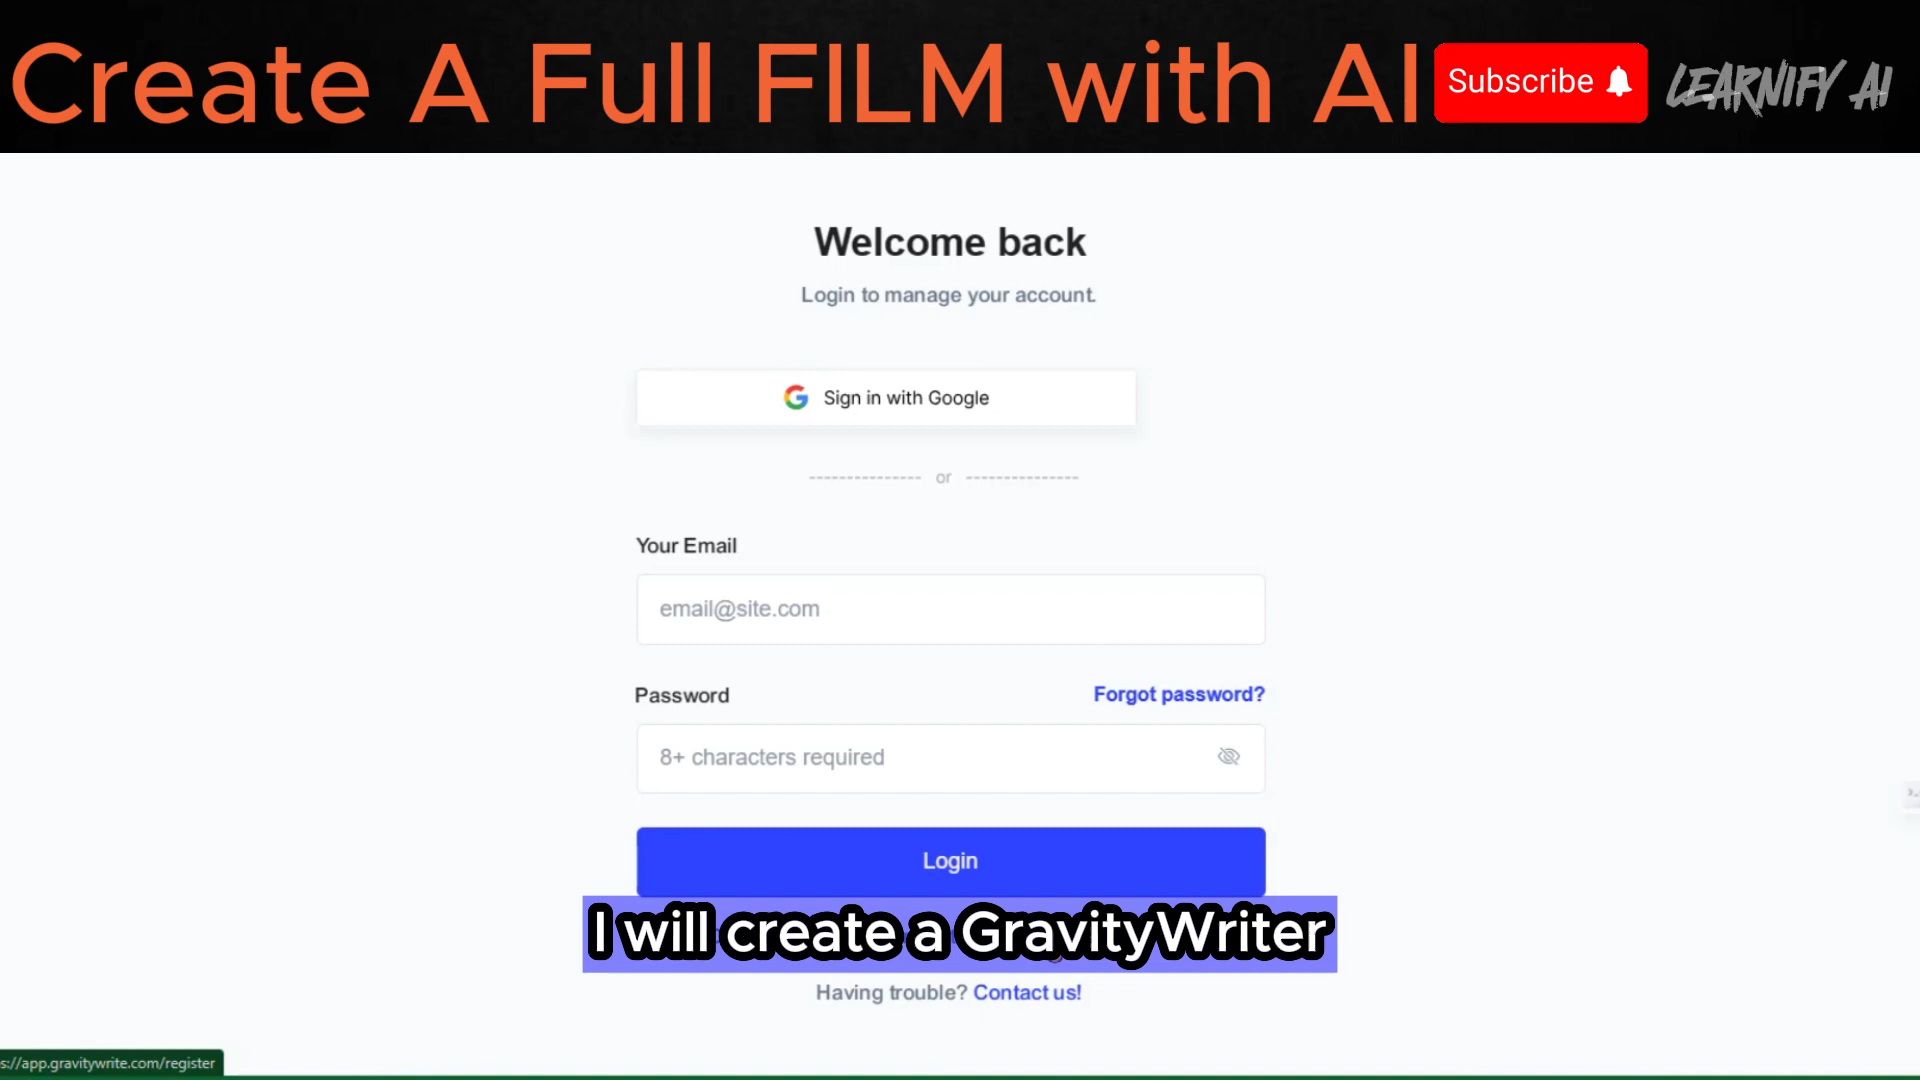 Create A Full FILM with AI
Subscribe
LEARNIFY AI
Welcome back
Login to manage your account.
Sign in with Google
--------------- or ---------------
Your Email
email@site.com
Password
Forgot password?
8+ characters required
Login
I will create a GravityWriter
Having trouble? Contact us!
s://app.gravitywrite.com/register